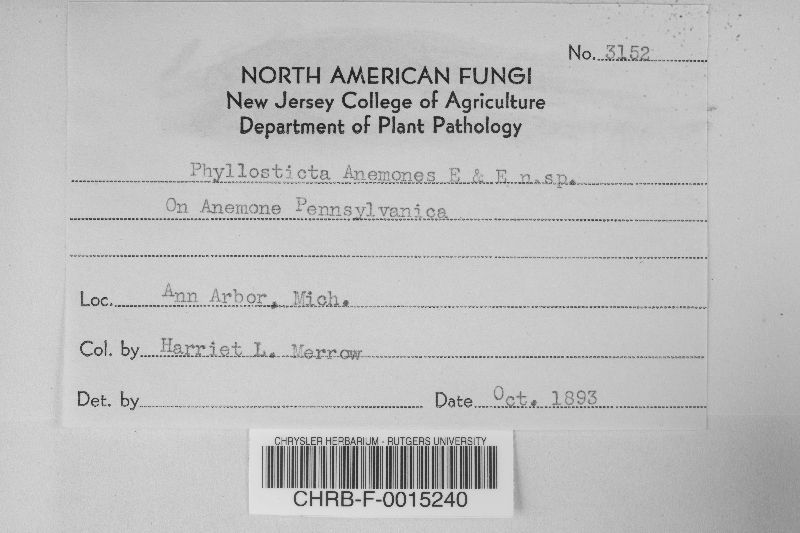 No. 3152
NORTH AMERICAN FUNGI
New Jersey College of Agriculture
Department of Plant Pathology
Phyllosticta Anemones E & E n.sp.
On Anemone Pennsylvanica
Loc. Ann Arbor, Mich.
Col. by Harriet L. Merrow
Det. by
Date Oct. 1893
CHRYSLER HERBARIUM - RUTGERS UNIVERSITY
CHRB-F-0015240